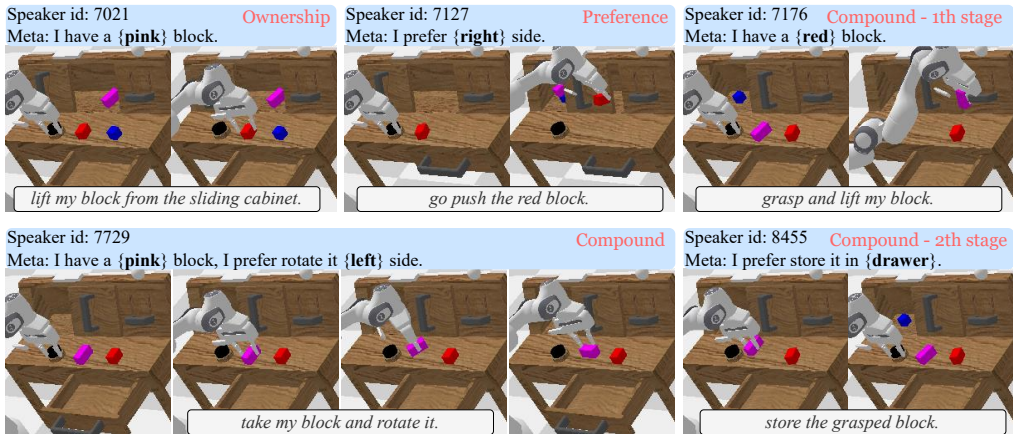 Speaker id: 7021
Ownership
Meta: I have a {pink} block.
lift my block from the sliding cabinet.
Speaker id: 7127
Preference
Meta: I prefer {right} side.
go push the red block.
Speaker id: 7176
Compound - 1th stage
Meta: I have a {red} block.
grasp and lift my block.
Speaker id: 7729
Compound
Meta: I have a {pink} block, I prefer rotate it {left} side.
take my block and rotate it.
Speaker id: 8455
Compound - 2th stage
Meta: I prefer store it in {drawer}.
store the grasped block.